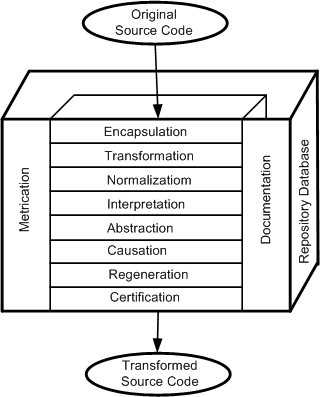 Original
Source Code
Encapsulation
Transformation
Normalizatiom
Interpretation
Abstraction
Causation
Regeneration
Certification
Metrication
Documentation
Repository Database
Transformed
Source Code